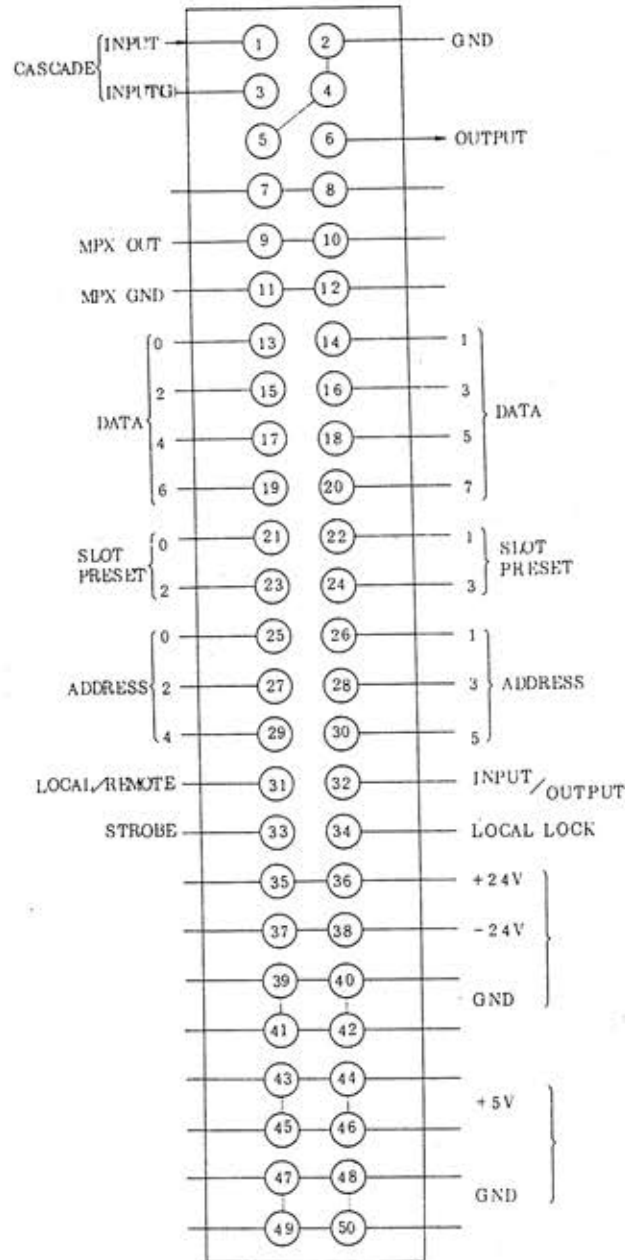 CASCADE INPUT 1 2 GND
INPUTG 3 4
5 6 OUTPUT
7 8
MPX OUT 9 10
MPX GND 11 12
DATA 0 13 14 1 DATA
2 15 16 3
4 17 18 5
6 19 20 7
SLOT PRESET 0 21 22 1 SLOT PRESET
2 23 24 3
ADDRESS 0 25 26 1 ADDRESS
2 27 28 3
4 29 30 5
LOCAL/REMOTE 31 32 INPUT/OUTPUT
STROBE 33 34 LOCAL LOCK
35 36 +24V
37 38 -24V
39 40 GND
41 42
43 44 +5V
45 46
47 48 GND
49 50